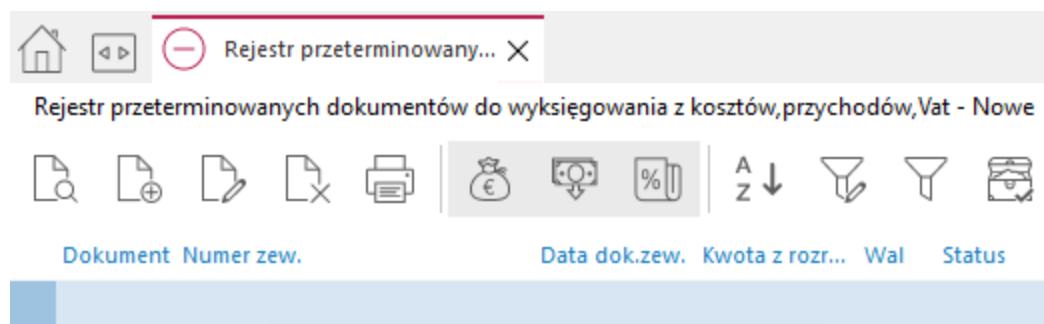 Rejestr przeterminowany...
Rejestr przeterminowanych dokumentów do wyksięgowania z kosztów,przychodów,Vat - Nowe
€ % A Z
Dokument Numer zew. Data dok.zew. Kwota z rozr... Wal Status